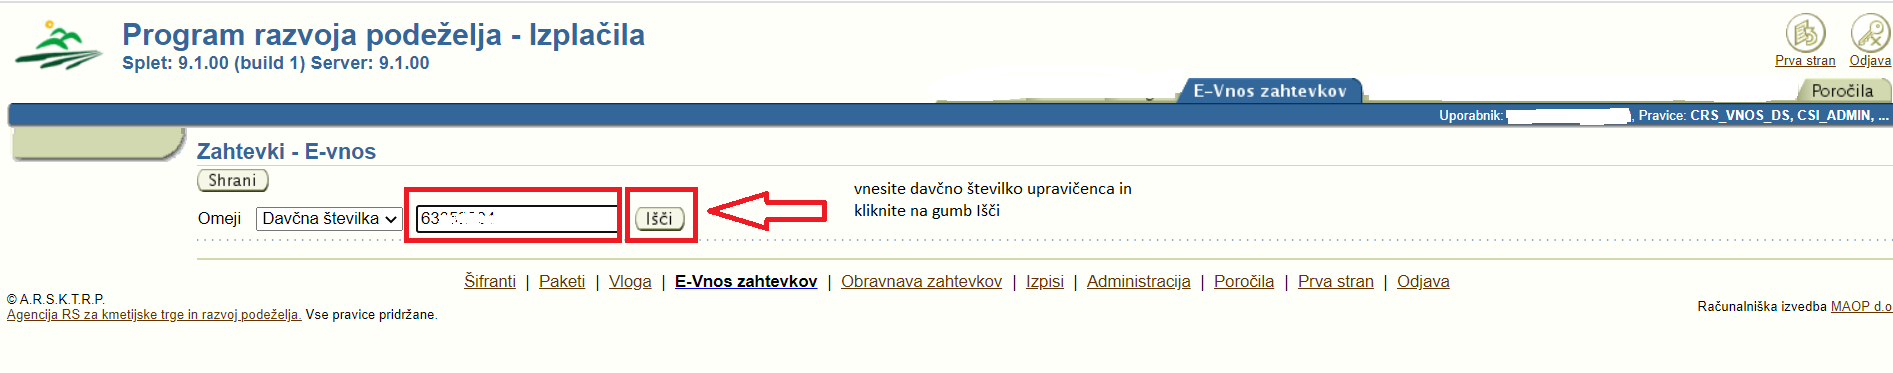 Program razvoja podeželja - Izplačila
Splet: 9.1.00 (build 1) Server: 9.1.00
Prva stran
Odjava
E-Vnos zahtevkov
Poročila
Uporabnik: , Pravice: CRS_VNOS_DS, CSI_ADMIN, ...
Zahtevki - E-vnos
Shrani
Omeji Davčna številka Išči
vnesite davčno številko upravičenca in
kliknite na gumb Išči
Šifranti | Paketi | Vloga | E-Vnos zahtevkov | Obravnava zahtevkov | Izpisi | Administracija | Poročila | Prva stran | Odjava
© A.R.S.K.T.R.P.
Agencija RS za kmetijske trge in razvoj podeželja. Vse pravice pridržane.
Računalniška izvedba MAOP d.o